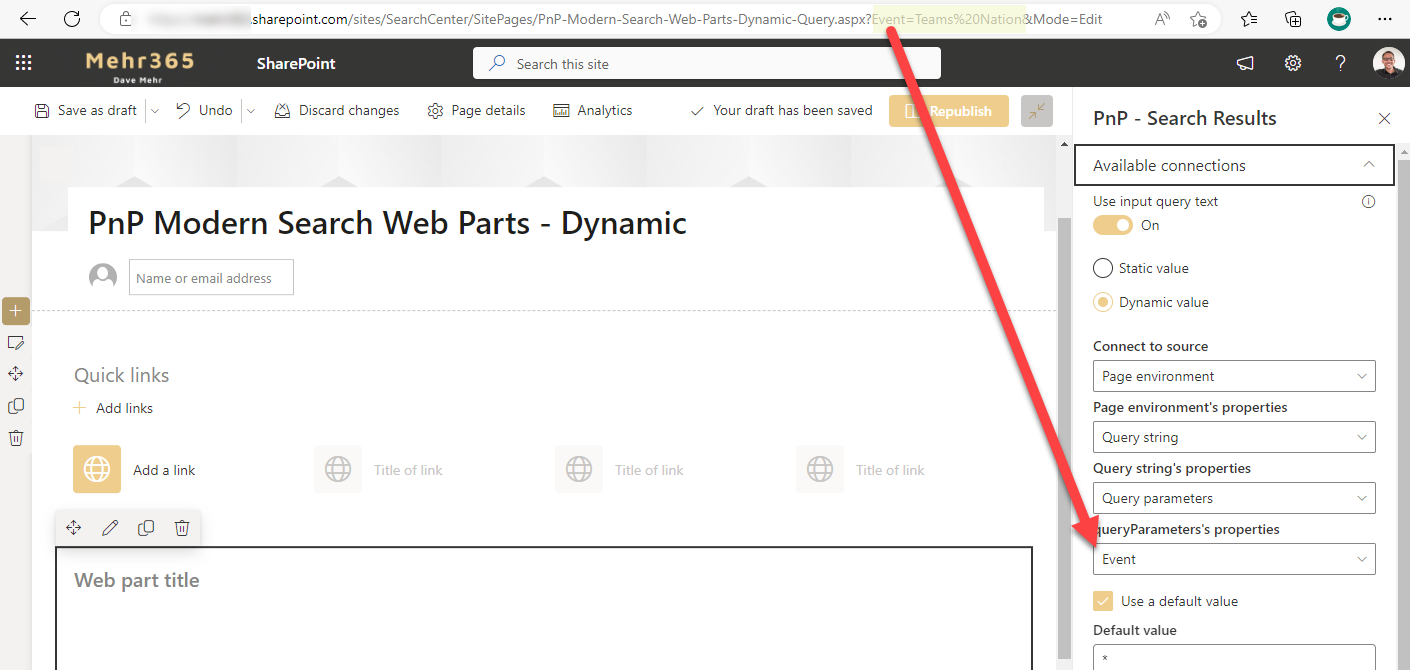 .sharepoint.com/sites/SearchCenter/SitePages/PnP-Modern-Search-Web-Parts-Dynamic-Query.aspx?Event=Teams%20Nation&Mode=Edit
Mehr365
Dave Mehr
SharePoint
Search this site
Save as draft
Undo
Discard changes
Page details
Analytics
Your draft has been saved
Republish
PnP Modern Search Web Parts - Dynamic
Name or email address
Quick links
Add links
Add a link
Title of link
Title of link
Title of link
Web part title
PnP - Search Results
Available connections
Use input query text
On
Static value
Dynamic value
Connect to source
Page environment
Page environment's properties
Query string
Query string's properties
Query parameters
queryParameters's properties
Event
Use a default value
Default value
*